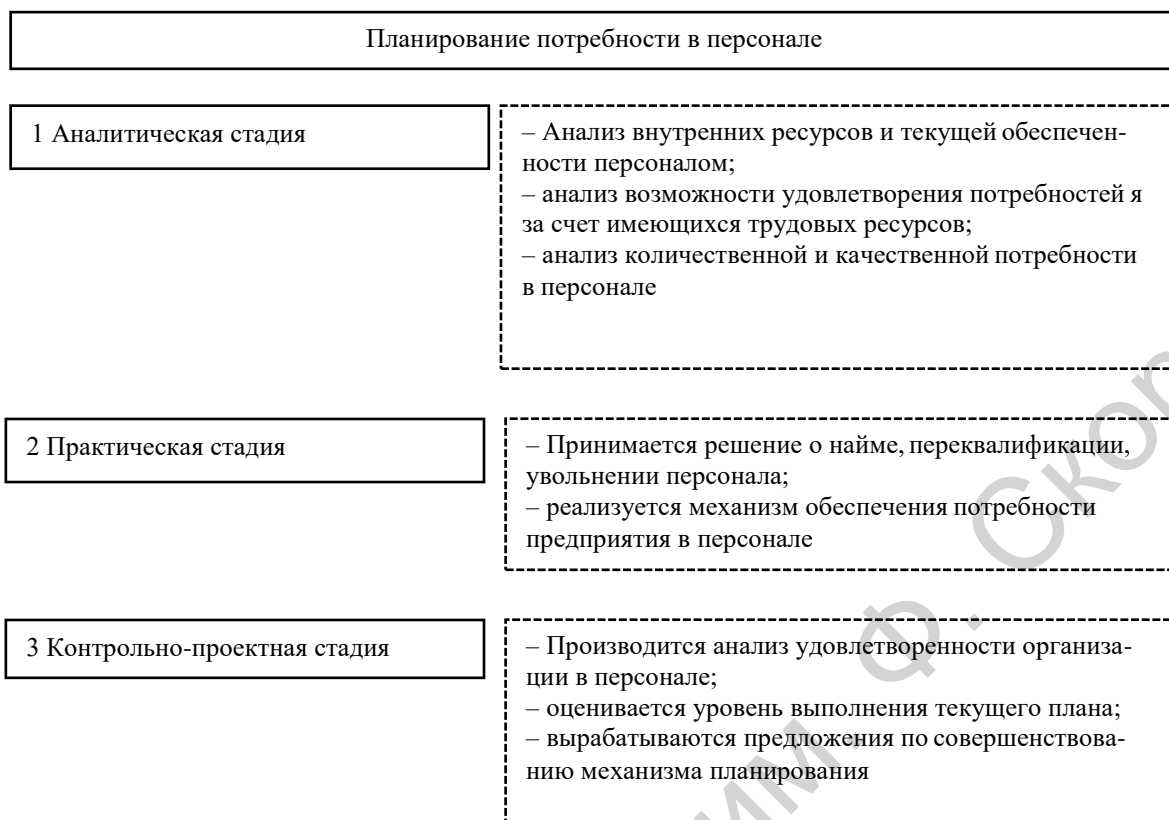 Планирование потребности в персонале
1 Аналитическая стадия
– Анализ внутренних ресурсов и текущей обеспечен-
ности персоналом;
– анализ возможности удовлетворения потребностей я
за счет имеющихся трудовых ресурсов;
– анализ количественной и качественной потребности
в персонале
2 Практическая стадия
– Принимается решение о найме, переквалификации,
увольнении персонала;
– реализуется механизм обеспечения потребности
предприятия в персонале
3 Контрольно-проектная стадия
– Производится анализ удовлетворенности организа-
ции в персонале;
– оценивается уровень выполнения текущего плана;
– вырабатываются предложения по совершенствова-
нию механизма планирования
им. Ф. Скор